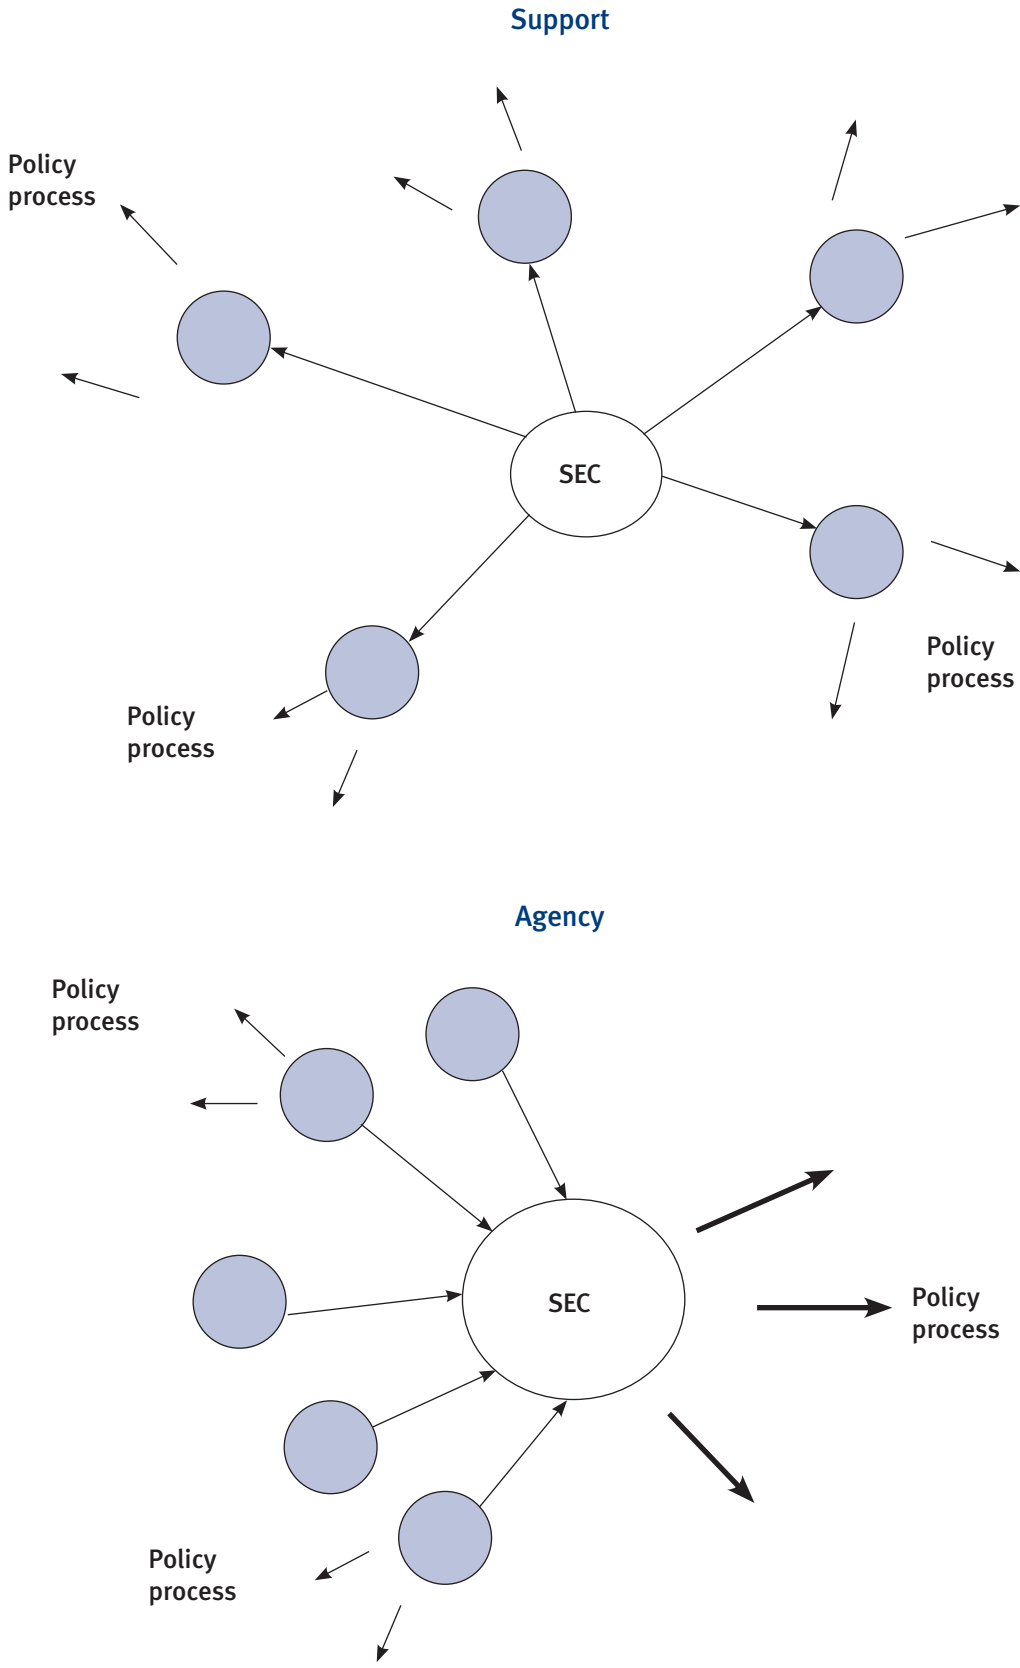 Support
Policy
process
SEC
Policy
process
Policy
process
Agency
Policy
process
SEC
Policy
process
Policy
process